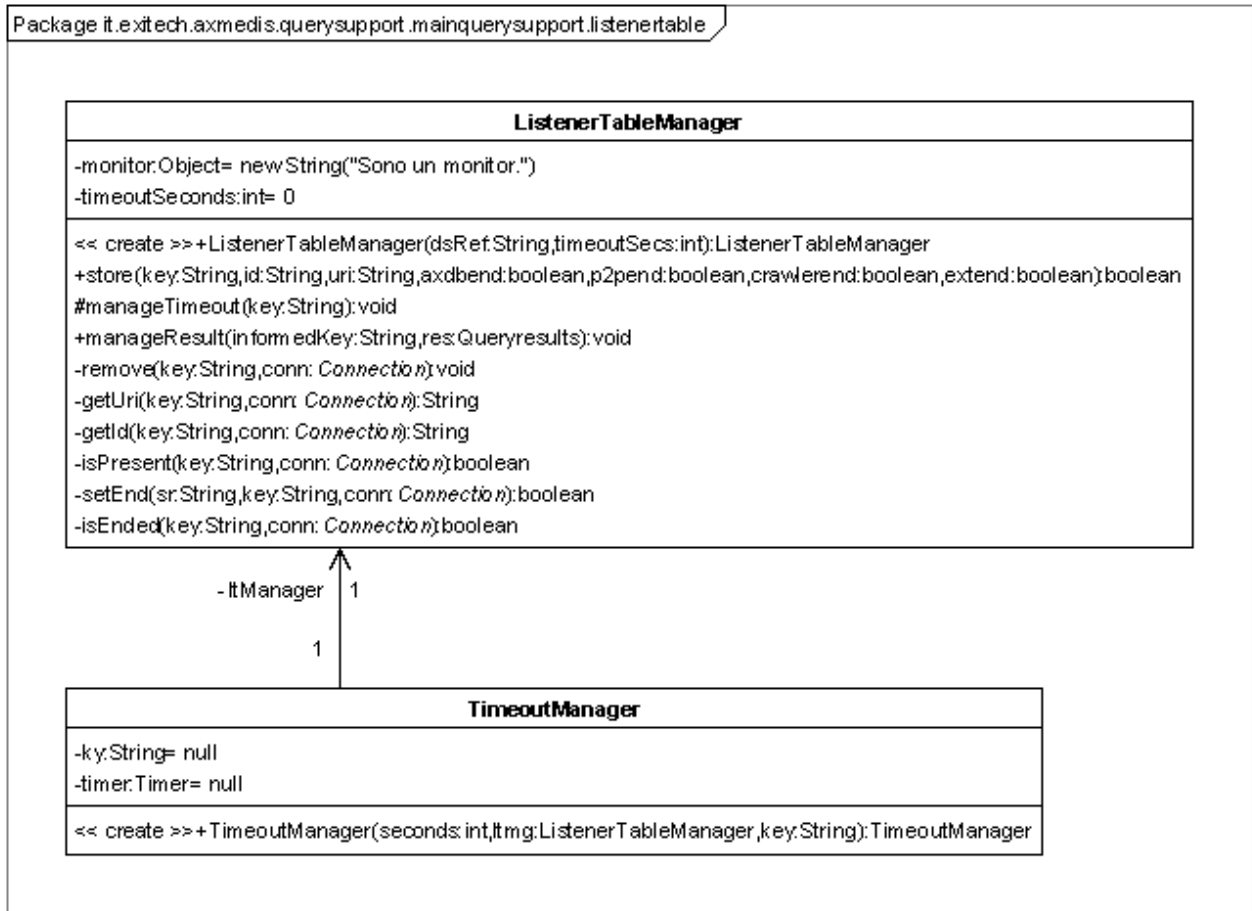 Package it.exitech.axmedis.querysupport.mainquerysupport.listenertable
ListenerTableManager
-monitor:Object= new String("Sono un monitor.")
-timeoutSeconds:int= 0
<< create >>+ListenerTableManager(dsRef:String,timeoutSecs:int):ListenerTableManager
+store(key:String,id:String,uri:String,axdbend:boolean,p2pend:boolean,crawlerend:boolean,extend:boolean):boolean
#manageTimeout(key:String):void
+manageResult(informedKey:String,res:Queryresults):void
-remove(key:String,conn: Connection):void
-getUri(key:String,conn: Connection):String
-getId(key:String,conn: Connection):String
-isPresent(key:String,conn: Connection):boolean
-setEnd(sr:String,key:String,conn: Connection):boolean
-isEnded(key:String,conn: Connection):boolean
-ltManager 1
1
TimeoutManager
-ky:String= null
-timer:Timer= null
<< create >>+TimeoutManager(seconds:int,ltmg:ListenerTableManager,key:String):TimeoutManager